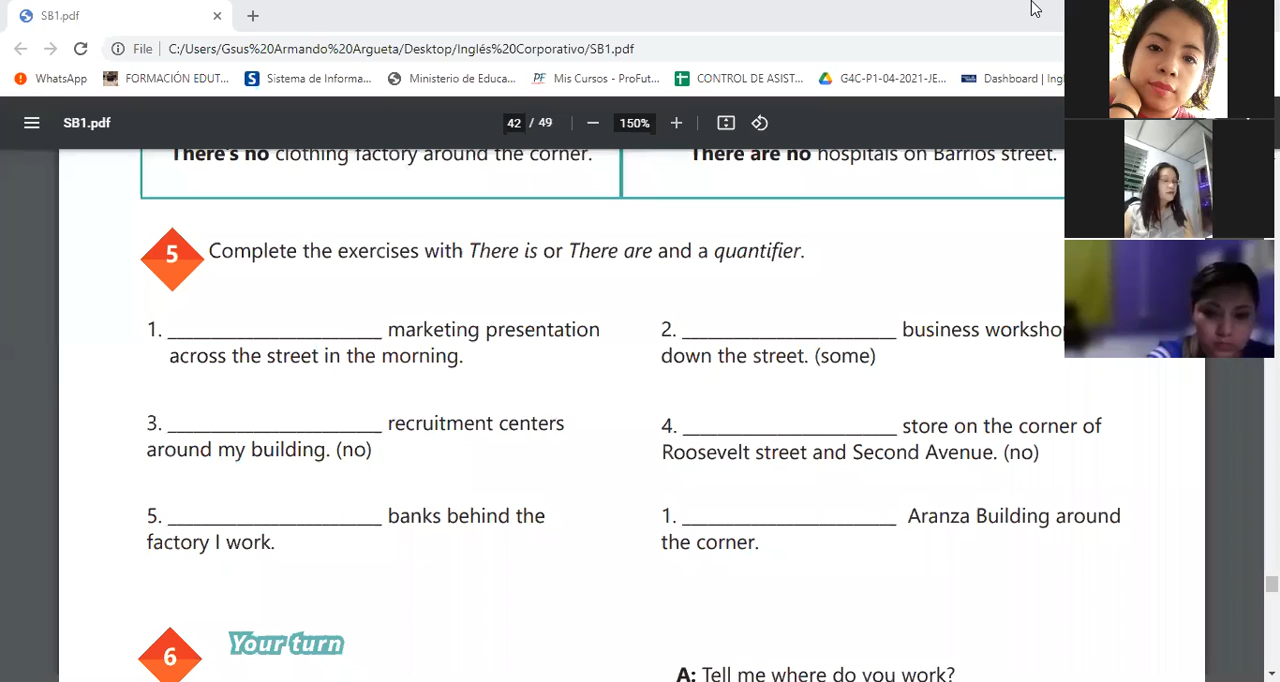 SB1.pdf
File C:/Users/Gsus%20Armando%20Argueta/Desktop/Inglés%20Corporativo/SB1.pdf
WhatsApp FORMACIÓN EDUT... Sistema de Informa... Ministerio de Educa... PF Mis Cursos - ProFut... CONTROL DE ASIST... G4C-P1-04-2021-JE... Dashboard | Ingl
SB1.pdf 42 / 49 150%
There's no clothing factory around the corner. There are no hospitals on Barrios street.
5 Complete the exercises with There is or There are and a quantifier.
1. ____________________ marketing presentation
across the street in the morning.
2. ____________________ business worksho
down the street. (some)
3. ____________________ recruitment centers
around my building. (no)
4. ____________________ store on the corner of
Roosevelt street and Second Avenue. (no)
5. ____________________ banks behind the
factory I work.
1. ____________________ Aranza Building around
the corner.
6 Your turn
A: Tell me where do you work?